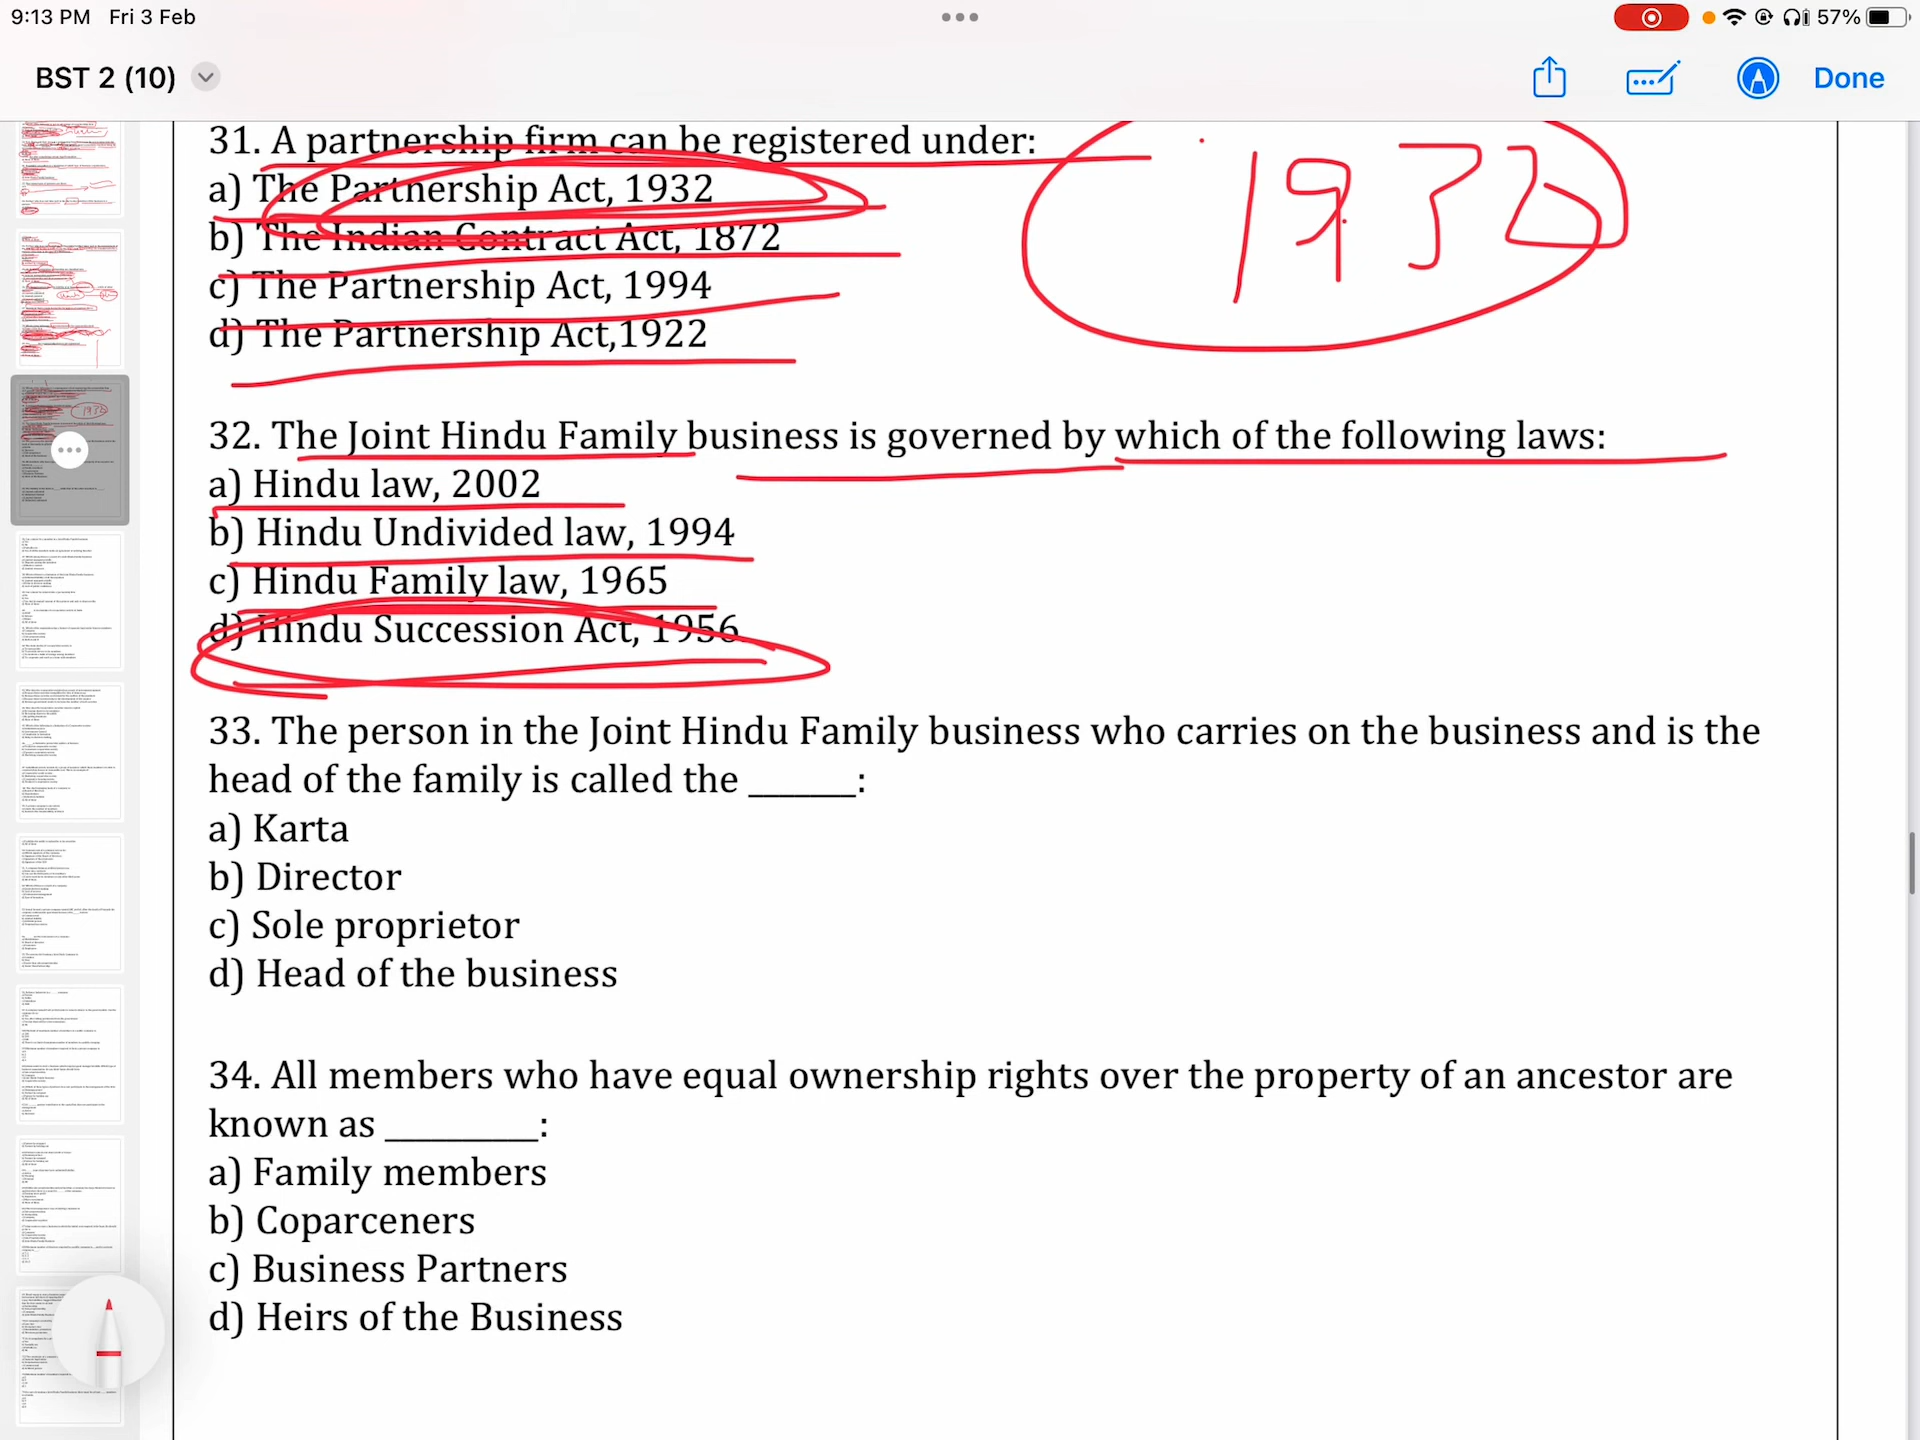 9:13 PM Fri 3 Feb
57%
BST 2 (10)
Done
31. A partnership firm can be registered under:
a) The Partnership Act, 1932
b) The Indian Contract Act, 1872
c) The Partnership Act, 1994
d) The Partnership Act,1922
1932
32. The Joint Hindu Family business is governed by which of the following laws:
a) Hindu law, 2002
b) Hindu Undivided law, 1994
c) Hindu Family law, 1965
d) Hindu Succession Act, 1956
33. The person in the Joint Hindu Family business who carries on the business and is the
head of the family is called the _______:
a) Karta
b) Director
c) Sole proprietor
d) Head of the business
34. All members who have equal ownership rights over the property of an ancestor are
known as __________:
a) Family members
b) Coparceners
c) Business Partners
d) Heirs of the Business